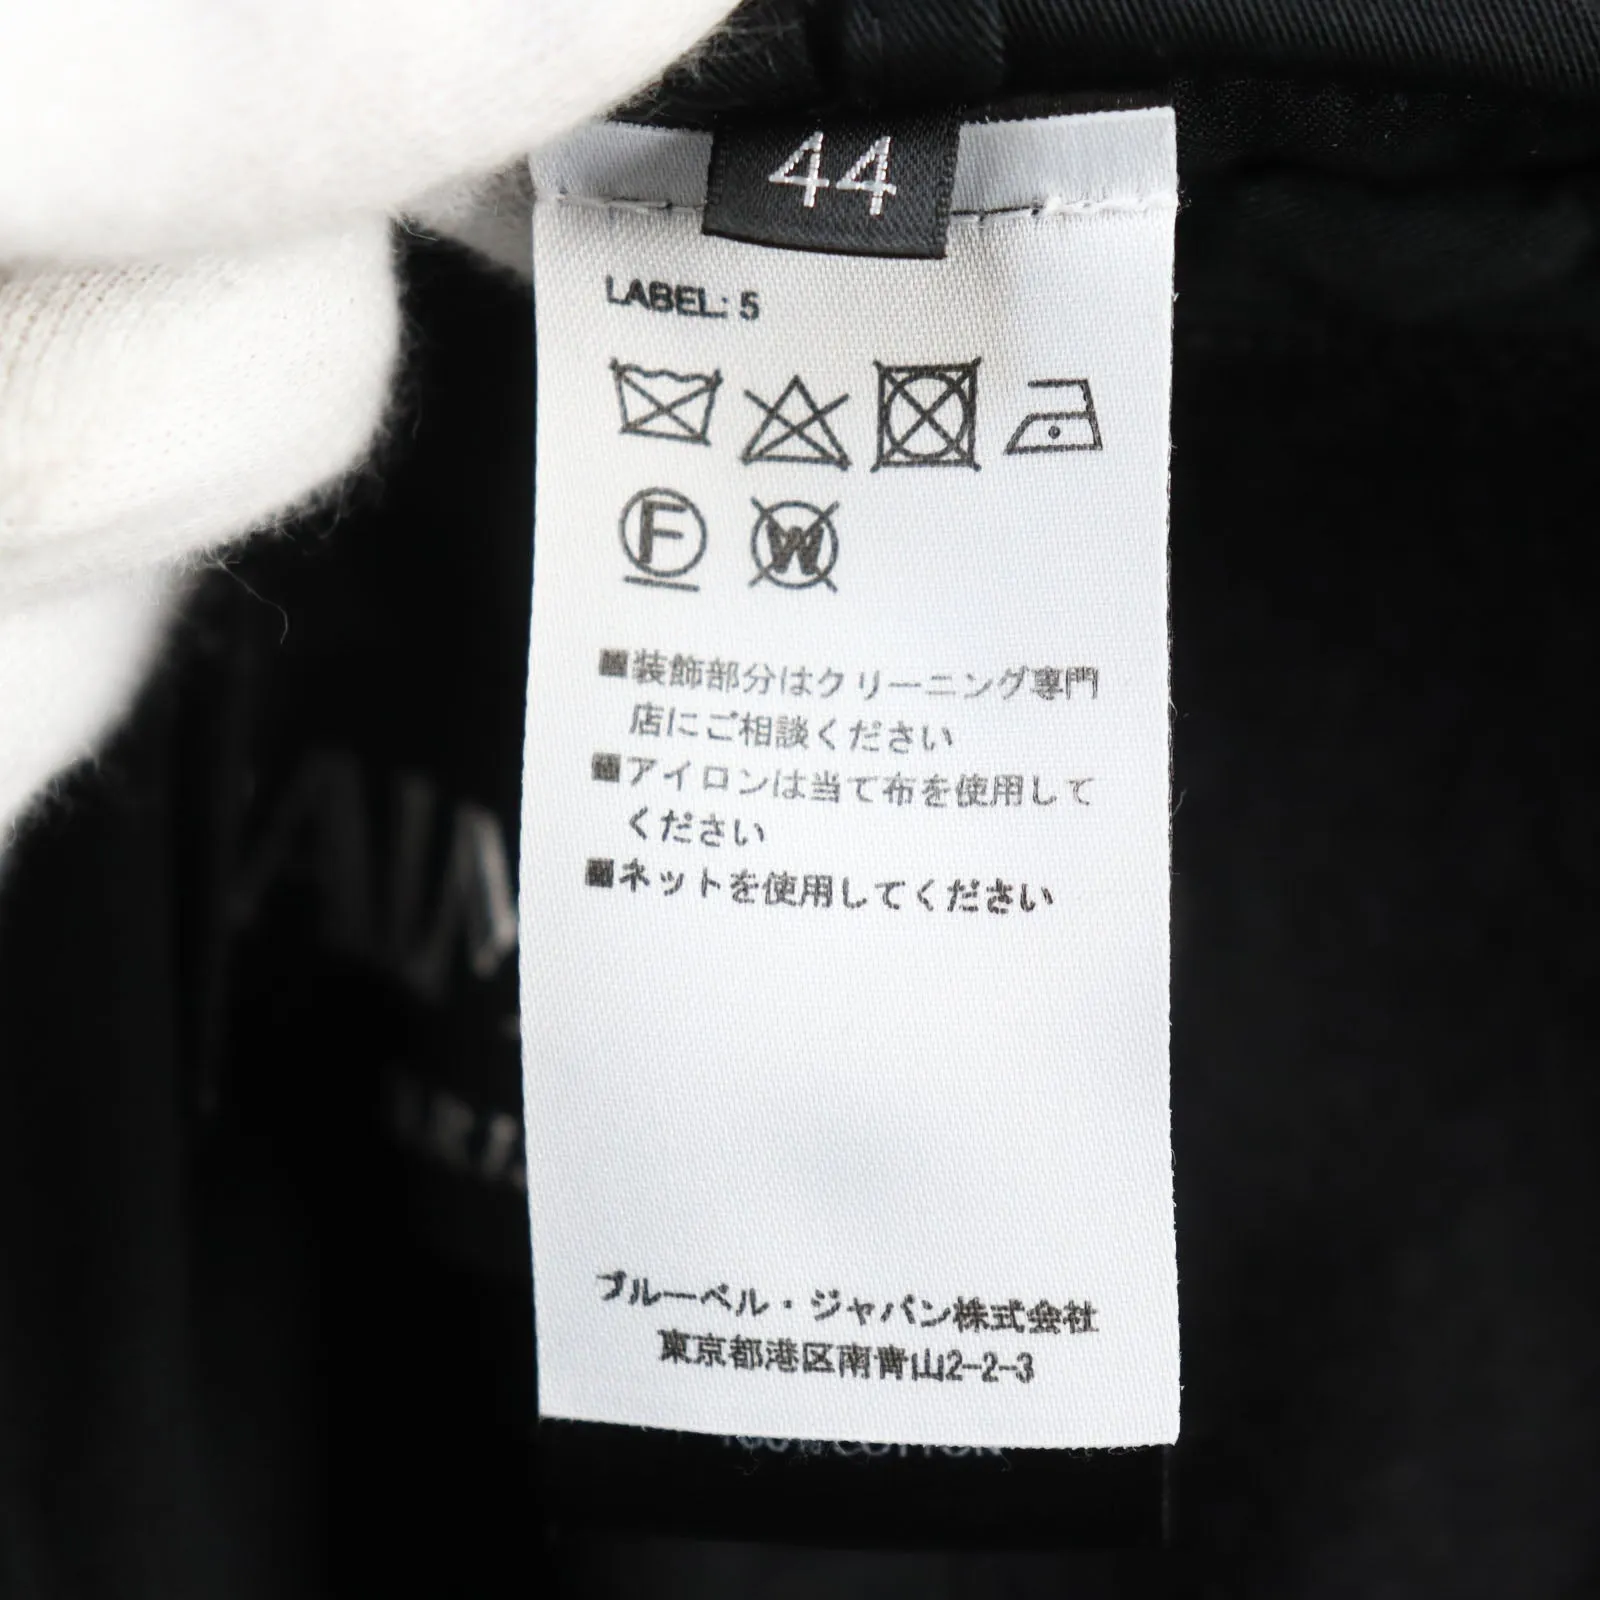 44
LABEL: 5
F
W
■装飾部分はクリーニング専門
店にご相談ください
■アイロンは当て布を使用して
ください
■ネットを使用してください
ブルーベル・ジャパン株式会社
東京都港区南青山2-2-3
100% COTTON